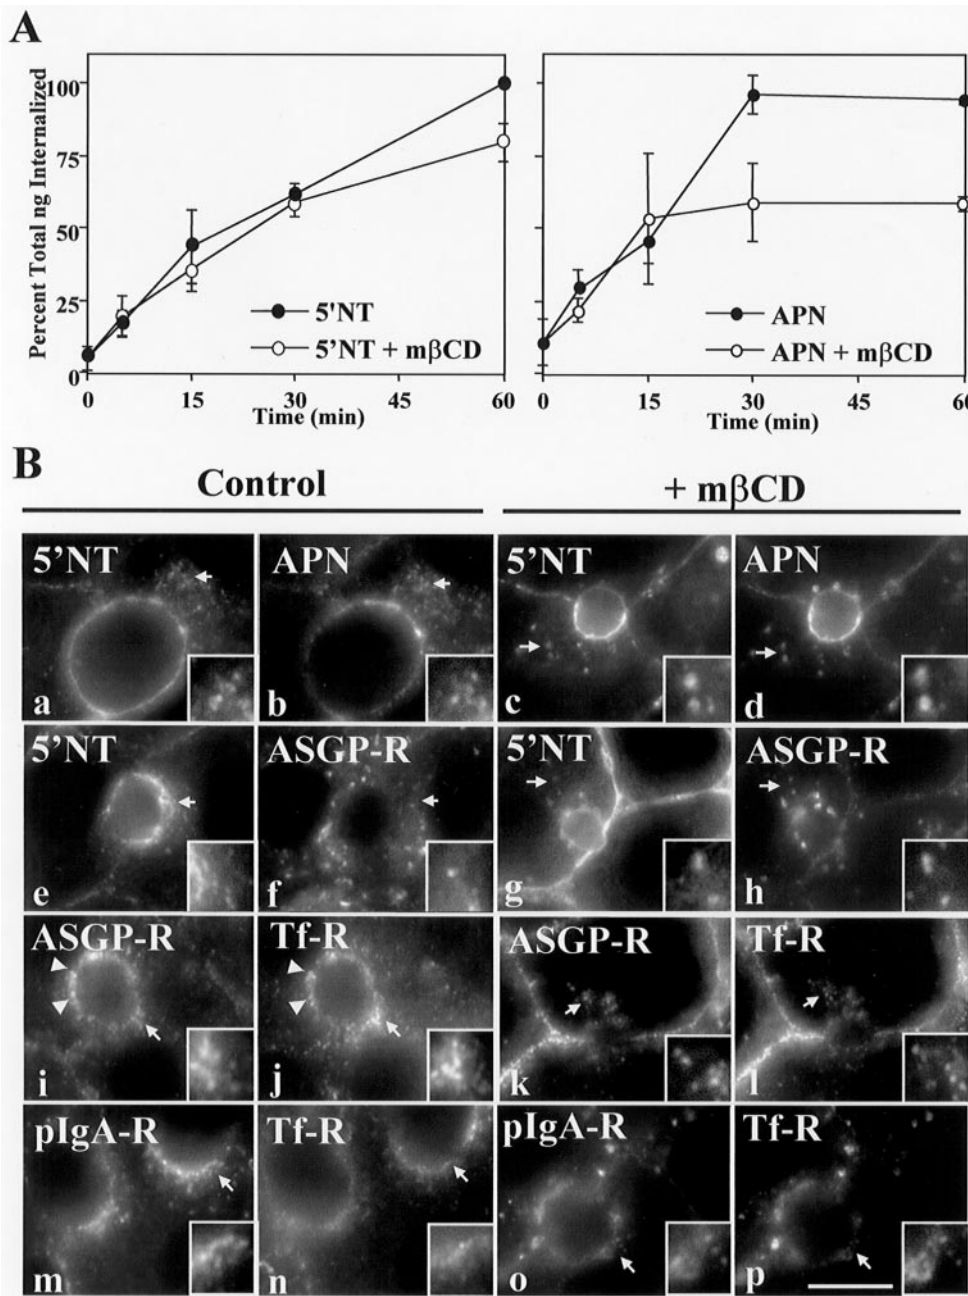 A
Percent Total ng Internalized
100
75
50
25
0
5'NT
5'NT + mβCD
0 15 30 45 60
Time (min)
APN
APN + mβCD
0 15 30 45 60
Time (min)
B
Control
+ mβCD
5'NT APN 5'NT APN
a b c d
5'NT ASGP-R 5'NT ASGP-R
e f g h
ASGP-R Tf-R ASGP-R Tf-R
i j k l
pIgA-R Tf-R pIgA-R Tf-R
m n o p